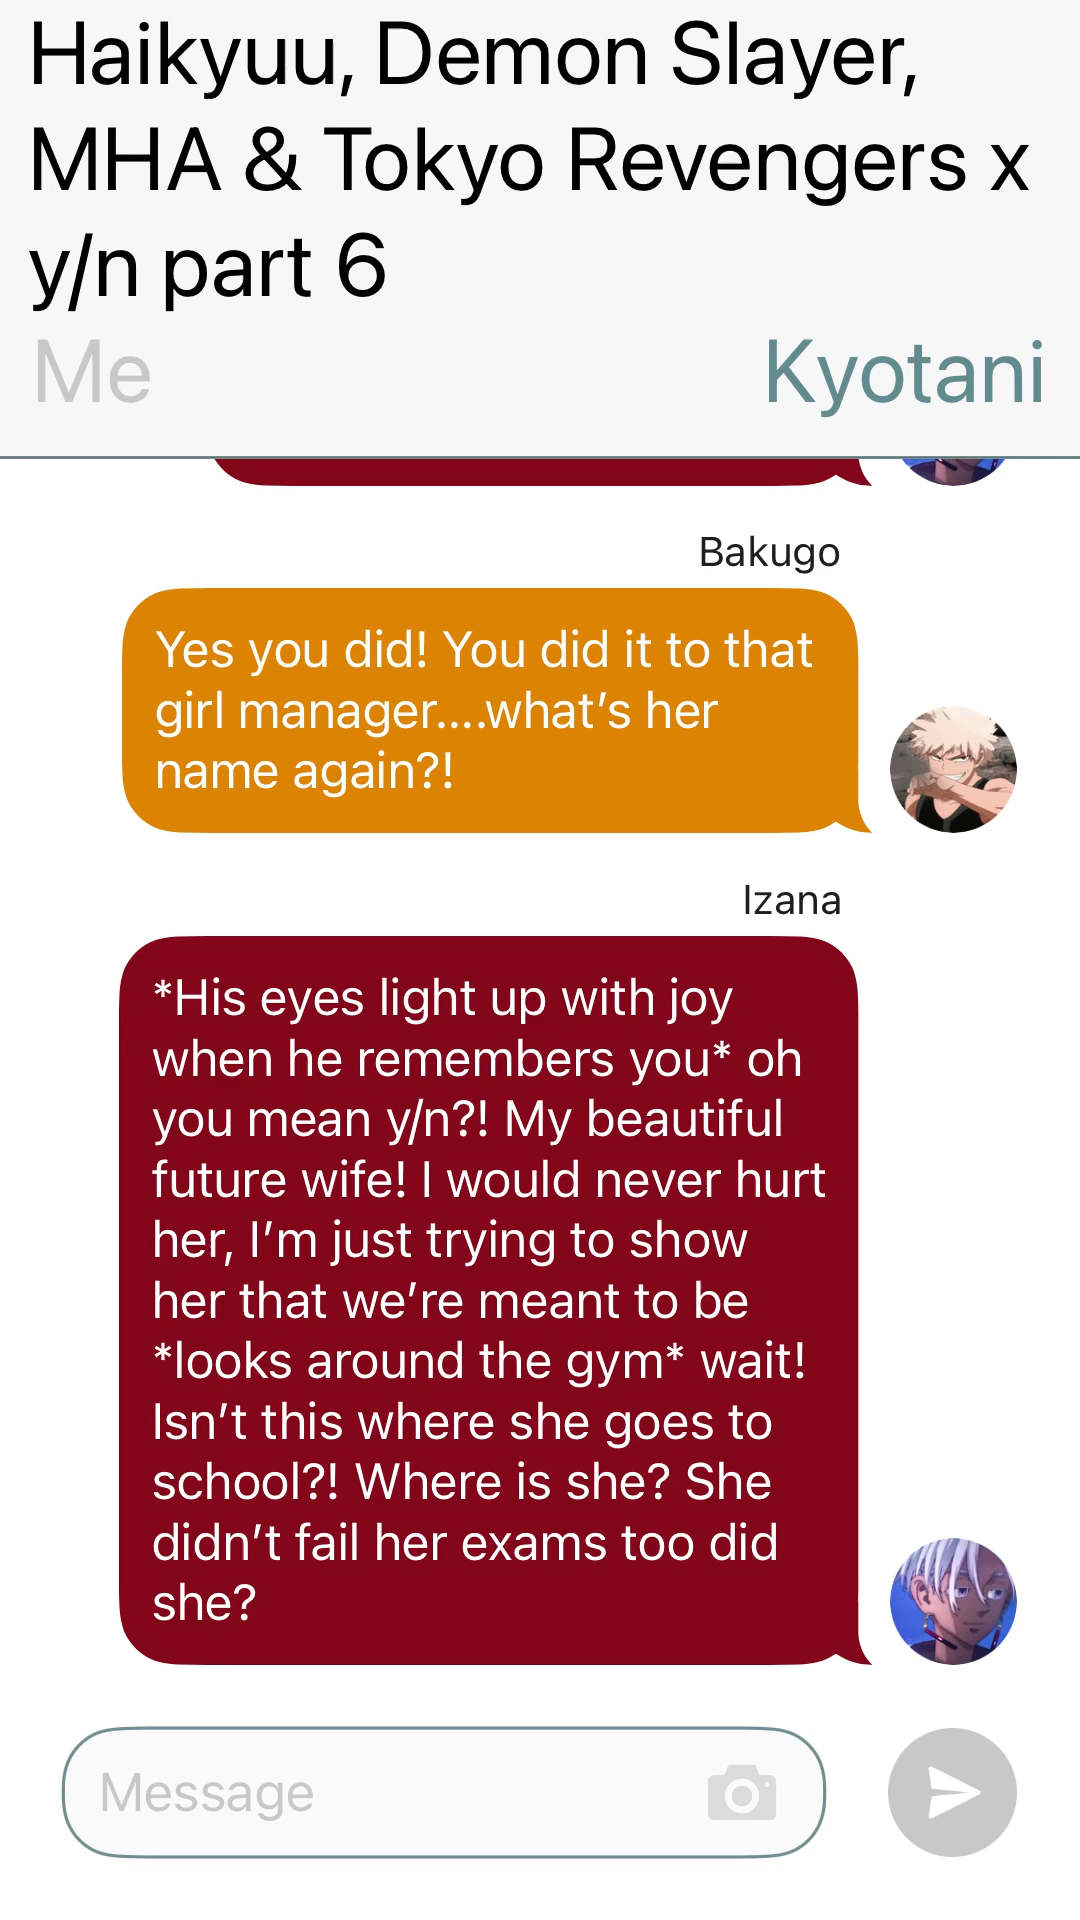 Haikyuu, Demon Slayer,
MHA & Tokyo Revengers x
y/n part 6
Me
Kyotani
Bakugo
Yes you did! You did it to that
girl manager....what's her
name again?!
Izana
*His eyes light up with joy
when he remembers you* oh
you mean y/n?! My beautiful
future wife! I would never hurt
her, I'm just trying to show
her that we're meant to be
*looks around the gym* wait!
Isn't this where she goes to
school?! Where is she? She
didn't fail her exams too did
she?
Message